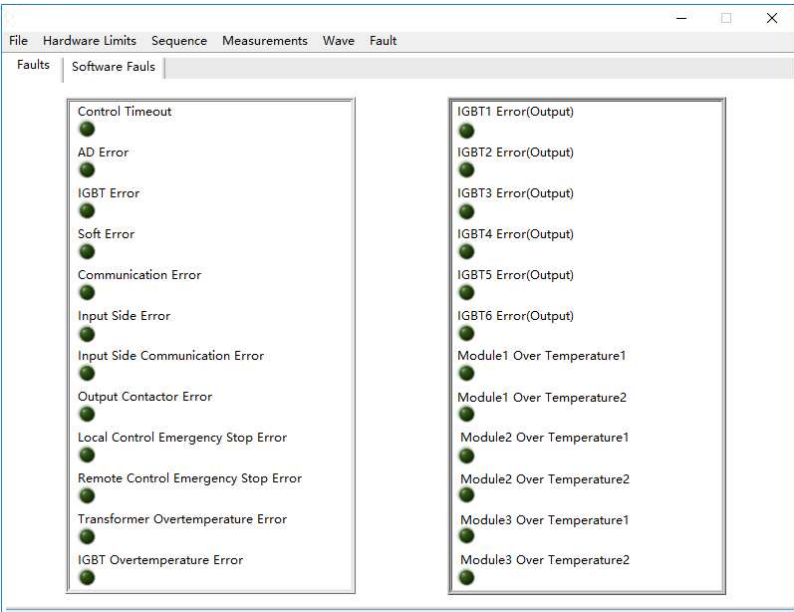 File Hardware Limits Sequence Measurements Wave Fault
Faults Software Fauls
Control Timeout
AD Error
IGBT Error
Soft Error
Communication Error
Input Side Error
Input Side Communication Error
Output Contactor Error
Local Control Emergency Stop Error
Remote Control Emergency Stop Error
Transformer Overtemperature Error
IGBT Overtemperature Error
IGBT1 Error(Output)
IGBT2 Error(Output)
IGBT3 Error(Output)
IGBT4 Error(Output)
IGBT5 Error(Output)
IGBT6 Error(Output)
Module1 Over Temperature1
Module1 Over Temperature2
Module2 Over Temperature1
Module2 Over Temperature2
Module3 Over Temperature1
Module3 Over Temperature2